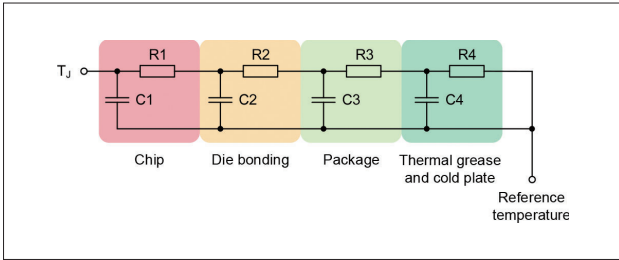 R1 R2 R3 R4
TJ
C1 C2 C3 C4
Chip Die bonding Package Thermal grease
and cold plate
Reference
temperature